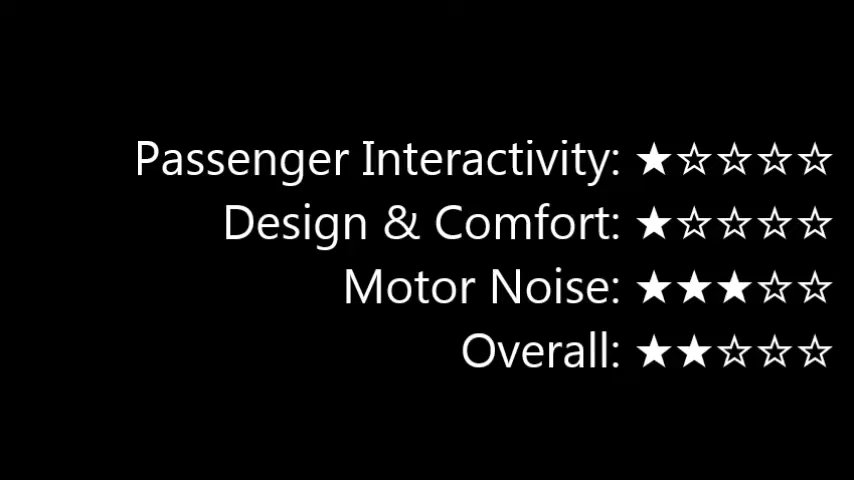 Passenger Interactivity: ★☆☆☆☆
Design & Comfort: ★☆☆☆☆
Motor Noise: ★★★☆☆
Overall: ★★☆☆☆